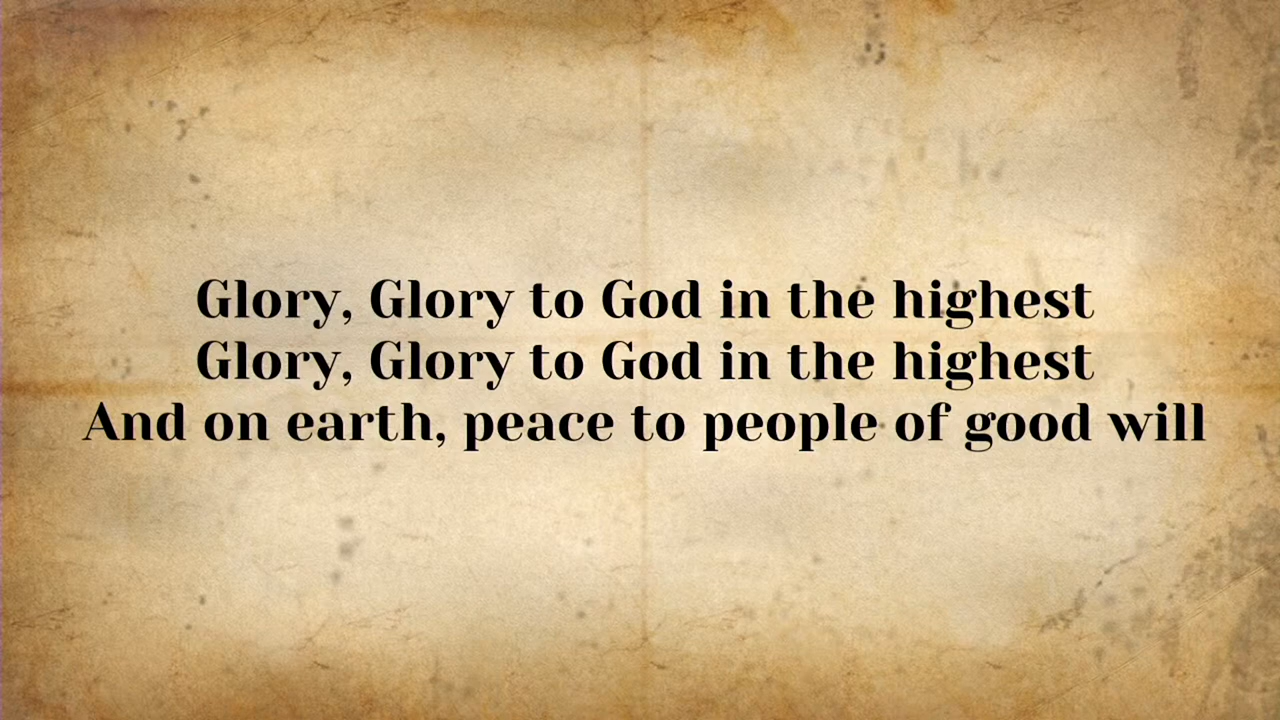 Glory, Glory to God in the highest
Glory, Glory to God in the highest
And on earth, peace to people of good will